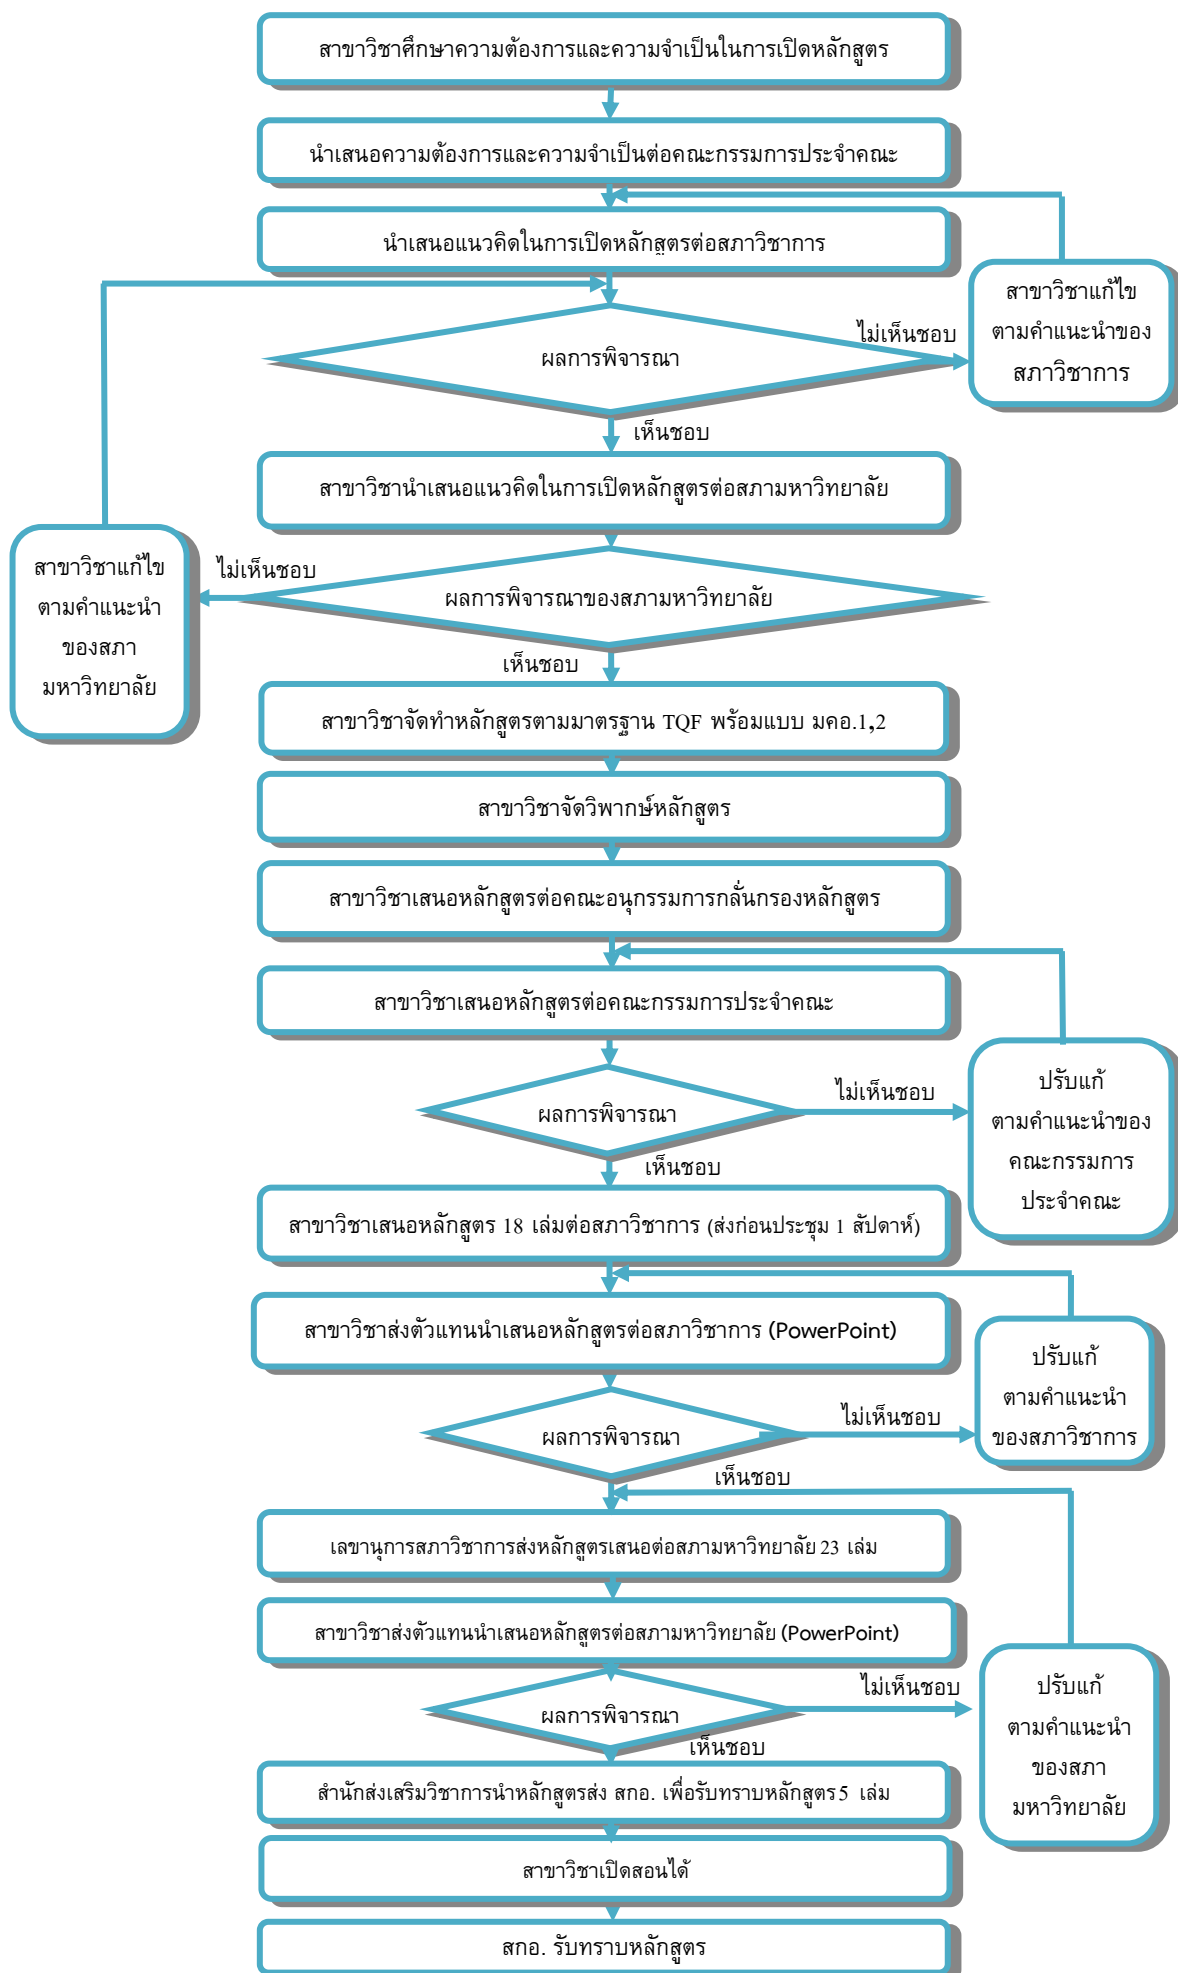 สาขาวิชาศึกษาความต้องการและความจำเป็นในการเปิดหลักสูตร
นำเสนอความต้องการและความจำเป็นต่อคณะกรรมการประจำคณะ
นำเสนอแนวคิดในการเปิดหลักสูตรต่อสภาวิชาการ
สาขาวิชาแก้ไข
ตามคำแนะนำของ
สภาวิชาการ
ไม่เห็นชอบ
ผลการพิจารณา
เห็นชอบ
สาขาวิชานำเสนอแนวคิดในการเปิดหลักสูตรต่อสภามหาวิทยาลัย
สาขาวิชาแก้ไข
ตามคำแนะนำ
ของสภา
มหาวิทยาลัย
ไม่เห็นชอบ
ผลการพิจารณาของสภามหาวิทยาลัย
เห็นชอบ
สาขาวิชาจัดทำหลักสูตรตามมาตรฐาน TQF พร้อมแบบ มคอ.1,2
สาขาวิชาจัดวิพากษ์หลักสูตร
สาขาวิชาเสนอหลักสูตรต่อคณะอนุกรรมการกลั่นกรองหลักสูตร
สาขาวิชาเสนอหลักสูตรต่อคณะกรรมการประจำคณะ
ไม่เห็นชอบ
ผลการพิจารณา
ปรับแก้
ตามคำแนะนำของ
คณะกรรมการ
ประจำคณะ
เห็นชอบ
สาขาวิชาเสนอหลักสูตร 18 เล่มต่อสภาวิชาการ (ส่งก่อนประชุม 1 สัปดาห์)
สาขาวิชาส่งตัวแทนนำเสนอหลักสูตรต่อสภาวิชาการ (PowerPoint)
ปรับแก้
ตามคำแนะนำ
ของสภาวิชาการ
ไม่เห็นชอบ
ผลการพิจารณา
เห็นชอบ
เลขานุการสภาวิชาการส่งหลักสูตรเสนอต่อสภามหาวิทยาลัย 23 เล่ม
สาขาวิชาส่งตัวแทนนำเสนอหลักสูตรต่อสภามหาวิทยาลัย (PowerPoint)
ไม่เห็นชอบ
ผลการพิจารณา
ปรับแก้
ตามคำแนะนำ
ของสภา
มหาวิทยาลัย
เห็นชอบ
สำนักส่งเสริมวิชาการนำหลักสูตรส่ง สกอ. เพื่อรับทราบหลักสูตร 5 เล่ม
สาขาวิชาเปิดสอนได้
สกอ. รับทราบหลักสูตร